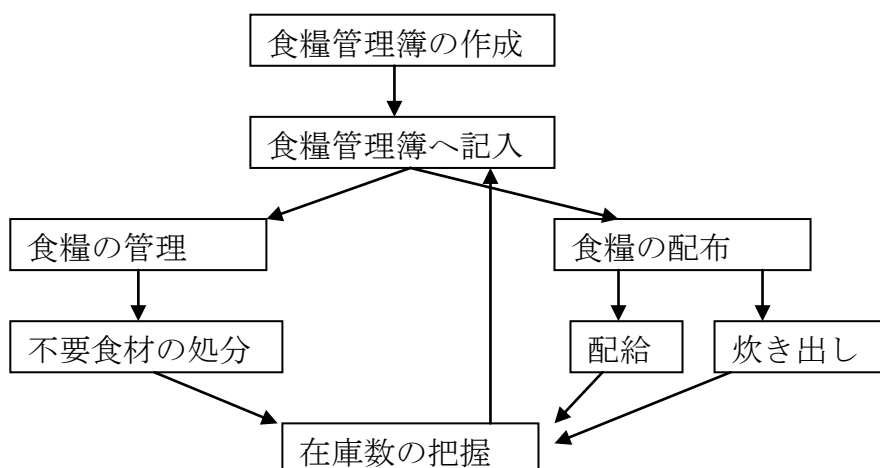 食糧管理簿の作成
食糧管理簿へ記入
食糧の管理
食糧の配布
不要食材の処分
配給
炊き出し
在庫数の把握